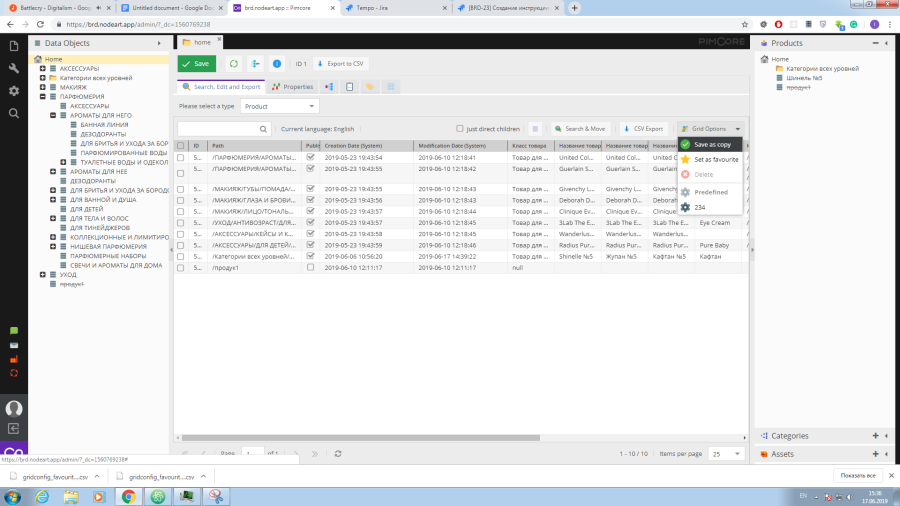 Battlecry - Digitalism - Goog
Untitled document - Google Doc
brd.nodeart.app :: Pimcore
Tempo - Jira
[BRD-23] Создание инструкции
https://brd.nodeart.app/admin/?_dc=1560769238
Data Objects
Home
АКСЕССУАРЫ
Категории всех уровней
МАКИЯЖ
ПАРФЮМЕРИЯ
АКСЕССУАРЫ
АРОМАТЫ ДЛЯ НЕГО
БАННАЯ ЛИНИЯ
ДЕЗОДОРАНТЫ
ДЛЯ БРИТЬЯ И УХОДА ЗА БОР
ПАРФЮМИРОВАННЫЕ ВОДЫ
ТУАЛЕТНЫЕ ВОДЫ И ОДЕКОЛ
АРОМАТЫ ДЛЯ НЕЕ
ДЕЗОДОРАНТЫ
ДЛЯ БРИТЬЯ И УХОДА ЗА БОРОДО
ДЛЯ ВАННОЙ И ДУША
ДЛЯ ДЕТЕЙ
ДЛЯ ТЕЛА И ВОЛОС
ДЛЯ ТИНЕЙДЖЕРОВ
КОЛЛЕКЦИОННЫЕ И ЛИМИТИРО
НИШЕВАЯ ПАРФЮМЕРИЯ
ПАРФЮМЕРНЫЕ НАБОРЫ
СВЕЧИ И АРОМАТЫ ДЛЯ ДОМА
УХОД
продукт
home
PIMCORE
Save
ID 1
Export to CSV
Search, Edit and Export
Properties
Please select a type
Product
Current language: English
just direct children
Search & Move
CSV Export
Grid Options
Save as copy
Set as favourite
Delete
Predefined
234
ID Path Publi Creation Date (System) Modification Date (System) Класс товара Название товар Название товар Названи
5... /ПАРФЮМЕРИЯ/АРОМАТЫ... 2019-05-23 19:43:54 2019-06-10 12:18:41 Товар для ... United Col... United Col... United C
5... /ПАРФЮМЕРИЯ/АРОМАТЫ... 2019-05-23 19:43:55 2019-06-10 12:18:42 Товар для ... Guerlain S... Guerlain S... Guerlain
5... /МАКИЯЖ/ГУБЫ/ПОМАДА/... 2019-05-23 19:43:55 2019-06-10 12:18:43 Товар для ... Givenchy L... Givenchy L... Givench
5... /МАКИЯЖ/ГЛАЗА И БРОВИ... 2019-05-23 19:43:56 2019-06-10 12:18:44 Товар для ... Deborah D... Deborah D... Deborah
5... /МАКИЯЖ/ЛИЦО/ТОНАЛЬ... 2019-05-23 19:43:57 2019-06-10 12:18:44 Товар для ... Clinique Ev... Clinique Ev... Clinique
5... /УХОД/АНТИВОЗРАСТ/ДЛЯ... 2019-05-23 19:43:57 2019-06-10 12:18:45 Товар для ... 3Lab The E... 3Lab The E... 3Lab The E... Eye Cream
5... /АКСЕССУАРЫ/КЕЙСЫ И К... 2019-05-23 19:43:58 2019-06-10 12:18:45 Товар для ... Wanderlus... Wanderlus... Wanderlus...
5... /АКСЕССУАРЫ/ДЛЯ ДЕТЕЙ/... 2019-05-23 19:43:59 2019-06-10 12:18:46 Товар для ... Radius Pur... Radius Pur... Radius Pur... Pure Baby
5... /Категории всех уровней/... 2019-06-06 10:56:20 2019-06-17 14:39:22 Товар для ... Shinelle №5 Жупан №5 Кафтан №5 Кафтан
5... /продукт1 2019-06-10 12:11:17 2019-06-10 12:11:17 null
Page 1 of 1
1 - 10 / 10
Items per page
25
Products
Home
Категории всех уровней
Шинель №5
продукт
Categories
Assets
https://brd.nodeart.app/admin/?_dc=1560769238#
gridconfig_favourit....csv
gridconfig_favourit....csv
Показать все
EN
15:36
17.06.2019